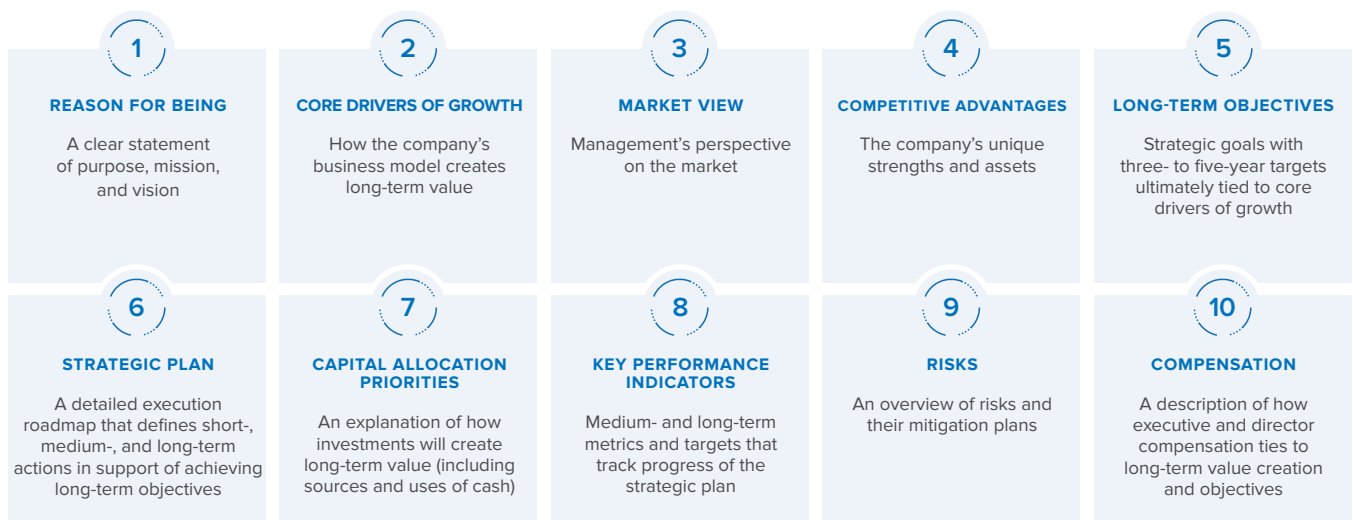 1
REASON FOR BEING
A clear statement
of purpose, mission,
and vision
2
CORE DRIVERS OF GROWTH
How the company’s
business model creates
long-term value
3
MARKET VIEW
Management’s perspective
on the market
4
COMPETITIVE ADVANTAGES
The company’s unique
strengths and assets
5
LONG-TERM OBJECTIVES
Strategic goals with
three- to five-year targets
ultimately tied to core
drivers of growth
6
STRATEGIC PLAN
A detailed execution
roadmap that defines short-,
medium-, and long-term
actions in support of achieving
long-term objectives
7
CAPITAL ALLOCATION
PRIORITIES
An explanation of how
investments will create
long-term value (including
sources and uses of cash)
8
KEY PERFORMANCE
INDICATORS
Medium- and long-term
metrics and targets that
track progress of the
strategic plan
9
RISKS
An overview of risks and
their mitigation plans
10
COMPENSATION
A description of how
executive and director
compensation ties to
long-term value creation
and objectives